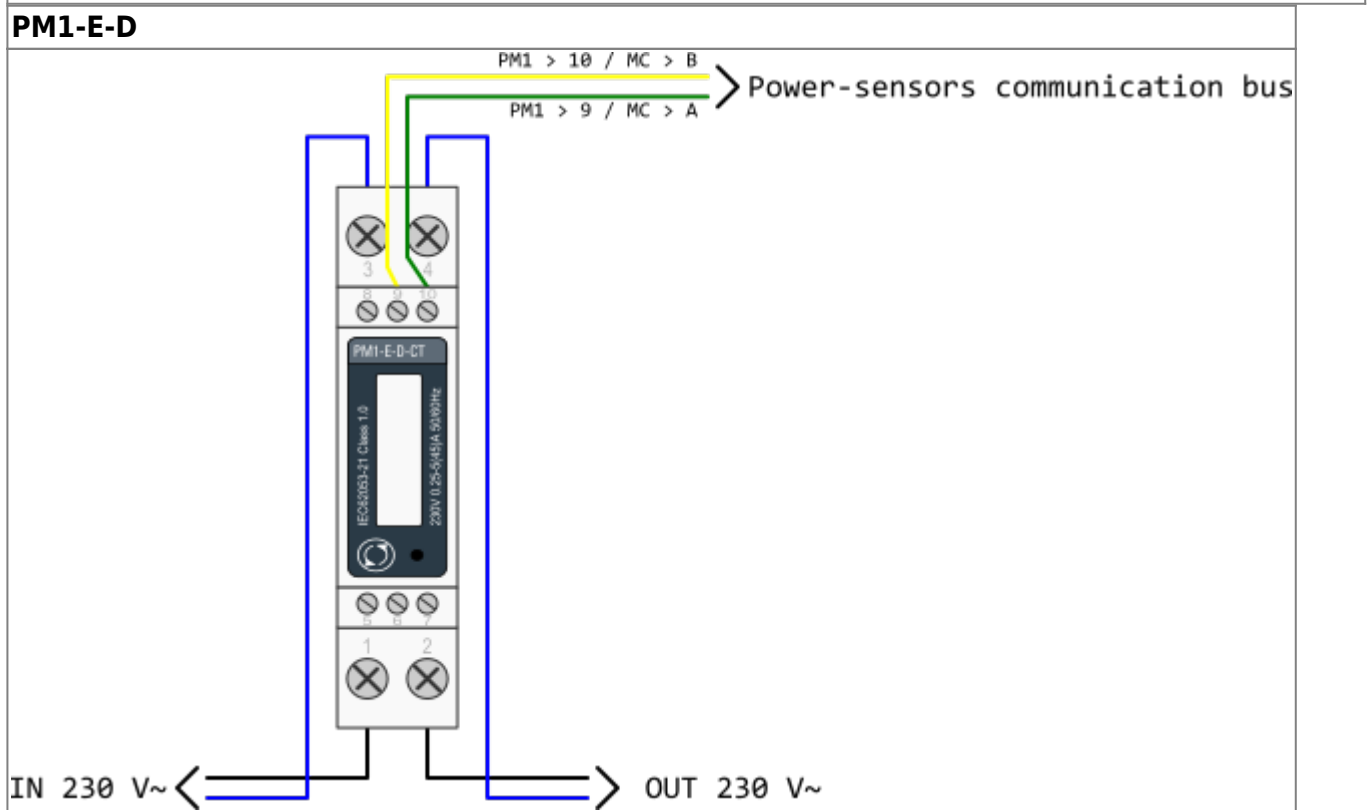 PM1-E-D
PM1 > 10 / MC > B
Power-sensors communication bus
PM1 > 9 / MC > A
3 4
8 9 10
PM1-E-D-CT
IEC62053-21 Class 1.0
230V 0.25-5(45)A 50/60Hz
5 6 7
1 2
IN 230 V~
OUT 230 V~